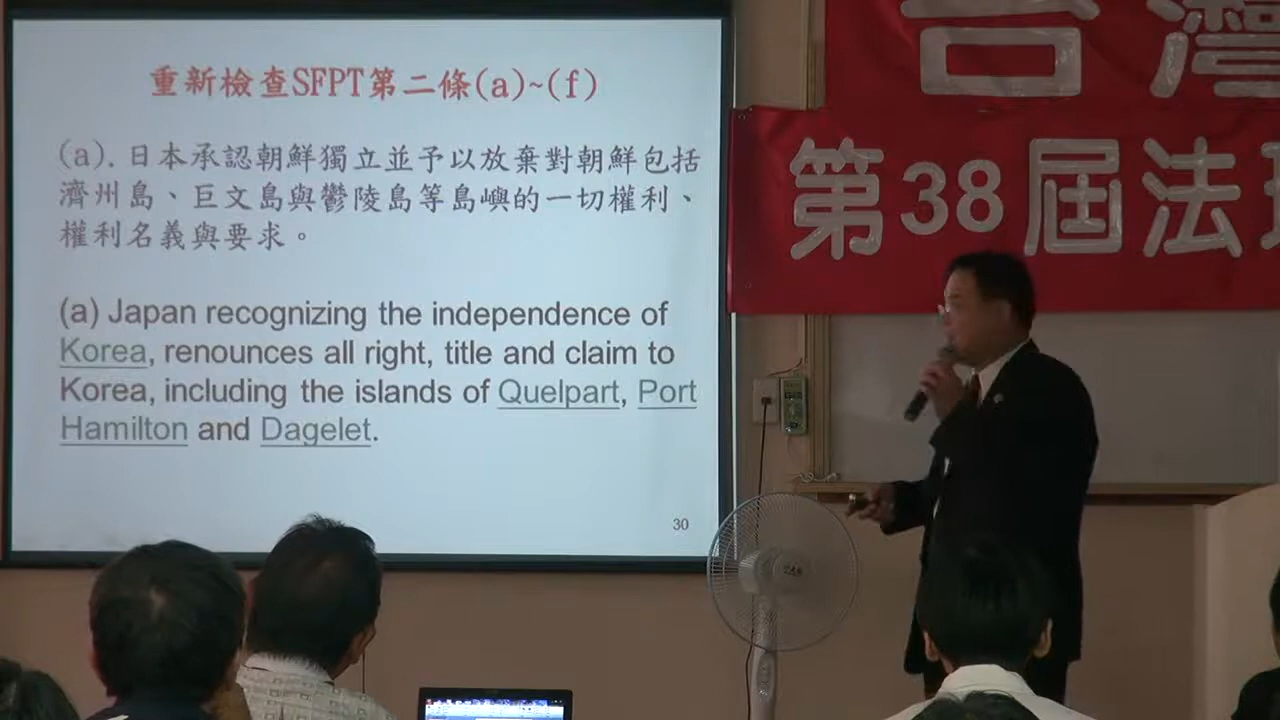 重新檢查SFPT第二條(a)~(f)
(a). 日本承認朝鮮獨立並予以放棄對朝鮮包括
濟州島、巨文島與鬱陵島等島嶼的一切權利、
權利名義與要求。
(a) Japan recognizing the independence of
Korea, renounces all right, title and claim to
Korea, including the islands of Quelpart, Port
Hamilton and Dagelet.
30
台灣
第38屆法